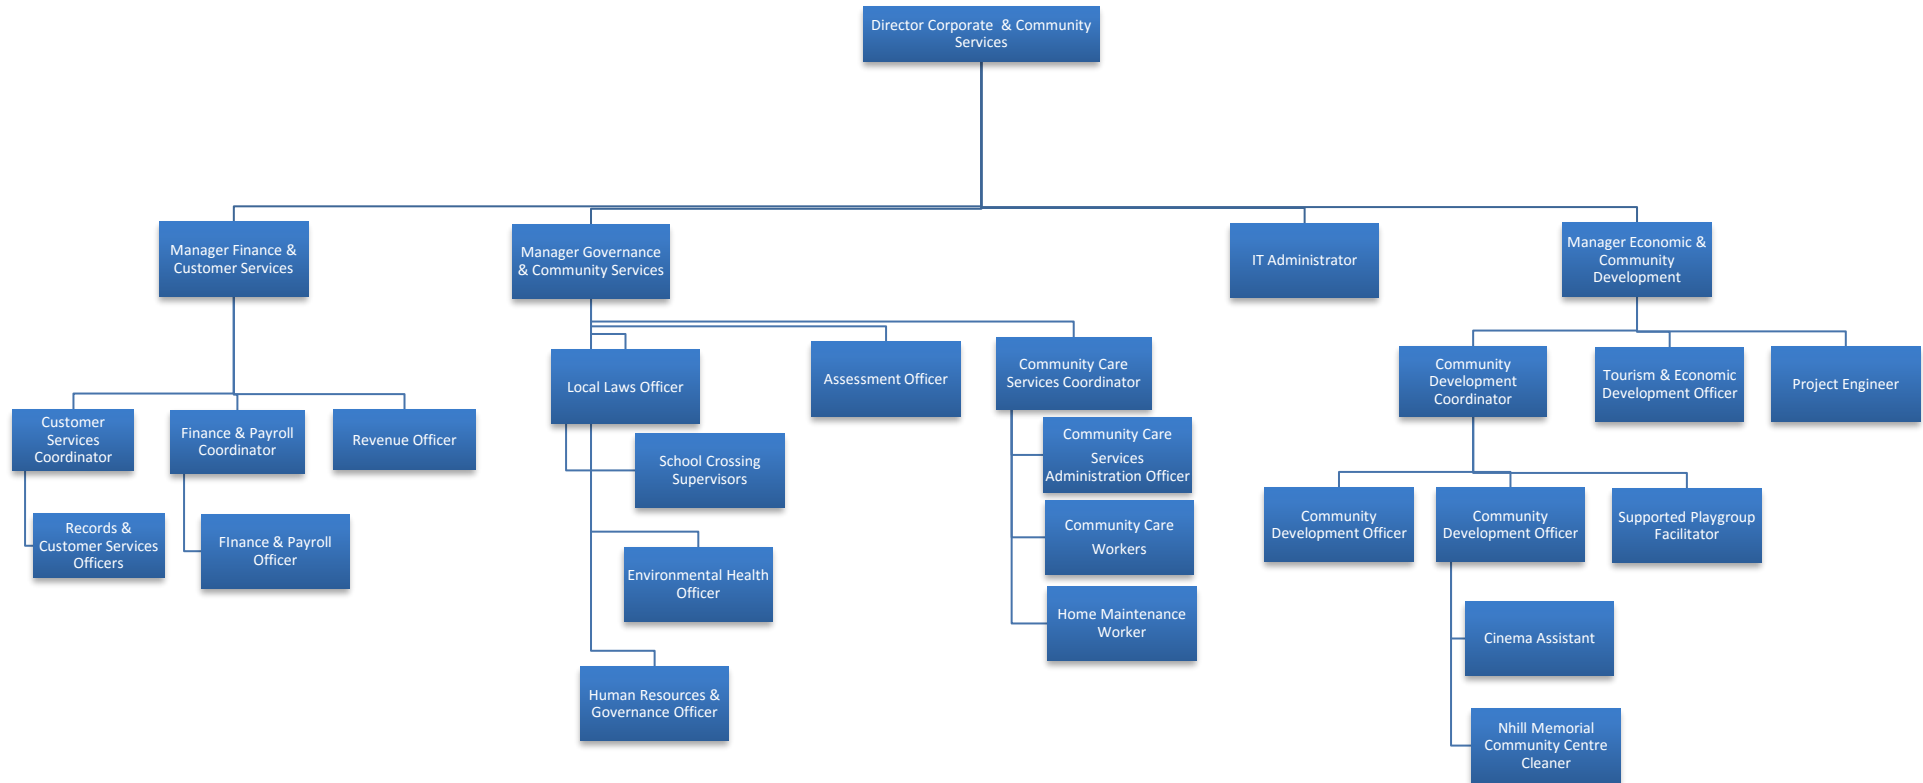 Director Corporate  & Community
Services
Manager Finance &
Customer Services
Manager Governance
& Community Services
IT Administrator
Manager Economic &
Community
Development
Customer
Services
Coordinator
Finance & Payroll
Coordinator
Revenue Officer
Records &
Customer Services
Officers
FInance & Payroll
Officer
Local Laws Officer
Assessment Officer
Community Care
Services Coordinator
School Crossing
Supervisors
Environmental Health
Officer
Human Resources &
Governance Officer
Community Care
Services
Administration Officer
Community Care
Workers
Home Maintenance
Worker
Community
Development
Coordinator
Tourism & Economic
Development Officer
Project Engineer
Community
Development Officer
Community
Development Officer
Supported Playgroup
Facilitator
Cinema Assistant
Nhill Memorial
Community Centre
Cleaner